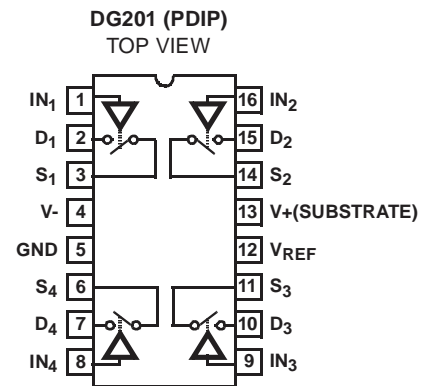 DG201 (PDIP)
TOP VIEW
IN1 1 16 IN2
D1 2 15 D2
S1 3 14 S2
V- 4 13 V+(SUBSTRATE)
GND 5 12 VREF
S4 6 11 S3
D4 7 10 D3
IN4 8 9 IN3